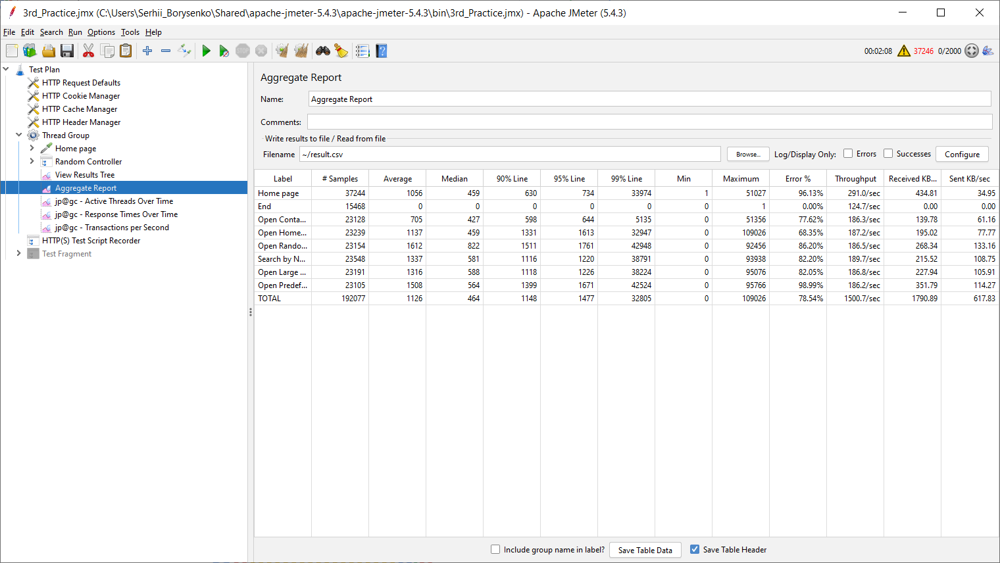 3rd_Practice.jmx (C:\Users\Serhii_Borysenko\Shared\apache-jmeter-5.4.3\apache-jmeter-5.4.3\bin\3rd_Practice.jmx) - Apache JMeter (5.4.3)
File Edit Search Run Options Tools Help
STOP 00:02:08 37246 0/2000
Test Plan
HTTP Request Defaults
HTTP Cookie Manager
HTTP Cache Manager
HTTP Header Manager
Thread Group
Home page
Random Controller
View Results Tree
Aggregate Report
jp@gc - Active Threads Over Time
jp@gc - Response Times Over Time
jp@gc - Transactions per Second
HTTP(S) Test Script Recorder
Test Fragment
Aggregate Report
Name: Aggregate Report
Comments:
Write results to file / Read from file
Filename ~/result.csv Browse... Log/Display Only: Errors Successes Configure
Label # Samples Average Median 90% Line 95% Line 99% Line Min Maximum Error % Throughput Received KB... Sent KB/sec
Home page 37244 1056 459 630 734 33974 1 51027 96.13% 291.0/sec 434.81 34.95
End 15468 0 0 0 0 0 0 1 0.00% 124.7/sec 0.00 0.00
Open Conta... 23128 705 427 598 644 5135 0 51356 77.62% 186.3/sec 139.78 61.16
Open Home... 23239 1137 459 1331 1613 32947 0 109026 68.35% 187.2/sec 195.02 77.77
Open Rando... 23154 1612 822 1511 1761 42948 0 92456 86.20% 186.5/sec 268.34 133.16
Search by N... 23548 1337 581 1116 1220 38791 0 93938 82.20% 189.7/sec 215.52 108.75
Open Large ... 23191 1316 588 1118 1226 38224 0 95076 82.05% 186.8/sec 227.94 105.91
Open Predef... 23105 1508 564 1399 1671 42524 0 95766 98.99% 186.2/sec 351.79 114.27
TOTAL 192077 1126 464 1148 1477 32805 0 109026 78.54% 1500.7/sec 1790.89 617.83
Include group name in label? Save Table Data Save Table Header